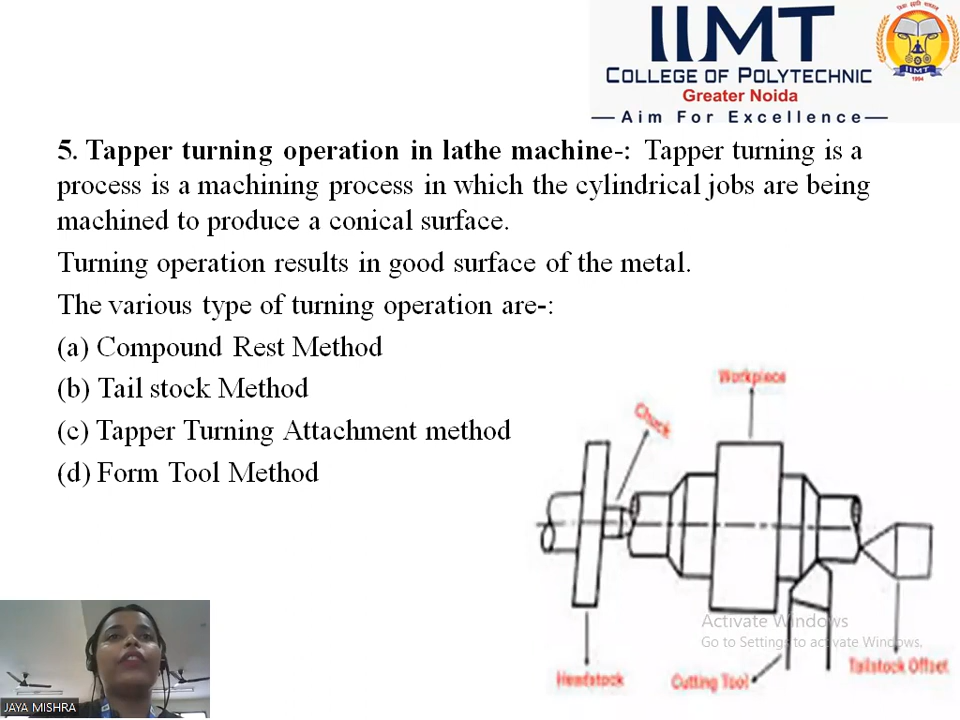 IIMT
COLLEGE OF POLYTECHNIC
Greater Noida
Aim For Excellence
IIMT
1994
5. Tapper turning operation in lathe machine-: Tapper turning is a
process is a machining process in which the cylindrical jobs are being
machined to produce a conical surface.
Turning operation results in good surface of the metal.
The various type of turning operation are-:
(a) Compound Rest Method
(b) Tail stock Method
(c) Tapper Turning Attachment method
(d) Form Tool Method
Workpiece
Chuck
Headstock
Cutting Tool
Tailstock Offset
Activate Windows
Go to Settings to activate Windows.
JAYA MISHRA